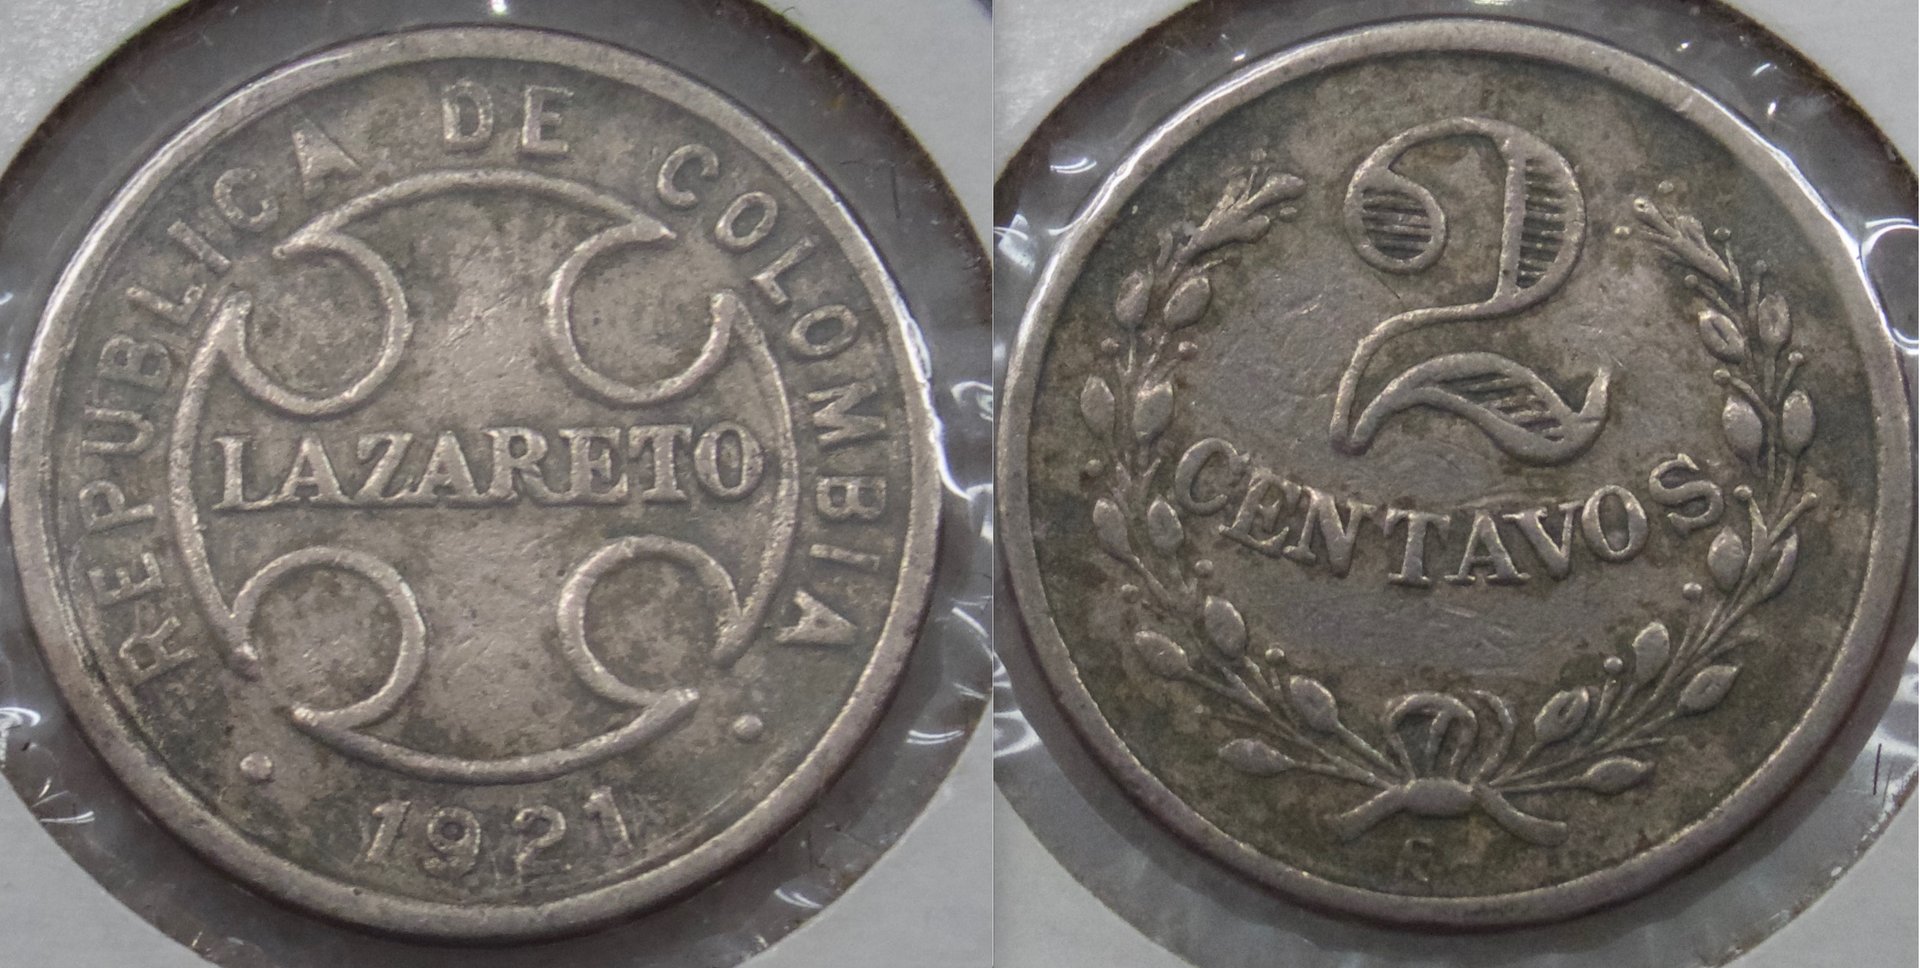 REPUBLICA DE COLOMBIA
LAZARETO
1921
2
CENTAVOS